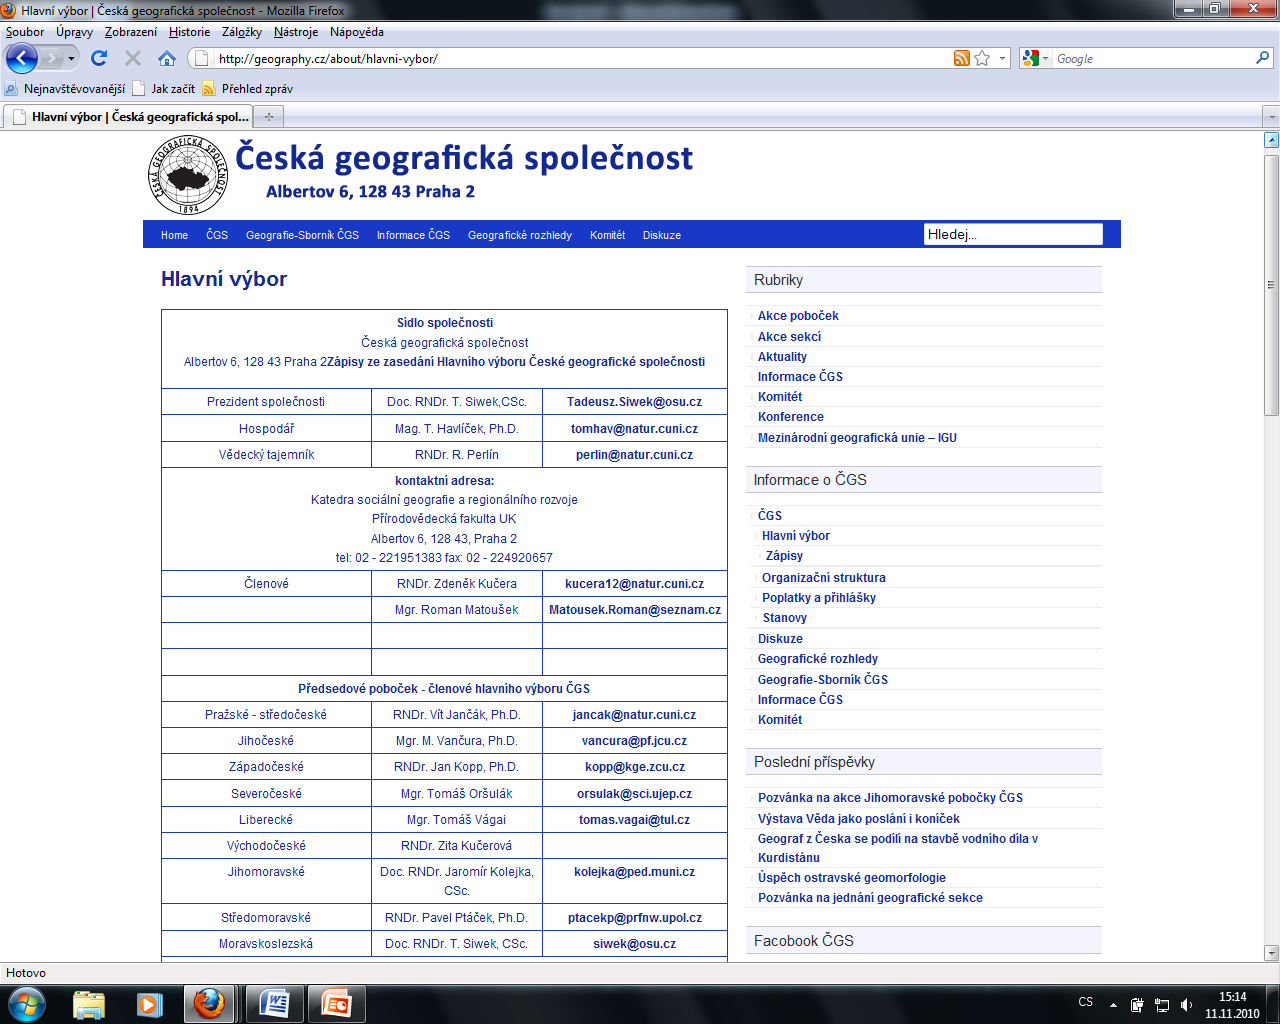 Hlavní výbor | Česká geografická společnost - Mozilla Firefox
Soubor Úpravy Zobrazení Historie Záložky Nástroje Nápověda
http://geography.cz/about/hlavni-vybor/
Google
Nejnavštěvovanější Jak začít Přehled zpráv
Hlavní výbor | Česká geografická spol...
ČESKÁ GEOGRAFICKÁ SPOLEČNOST
1894
Česká geografická společnost
Albertov 6, 128 43 Praha 2
Home ČGS Geografie-Sborník ČGS Informace ČGS Geografické rozhledy Komitét Diskuze
Hledej...
Hlavní výbor
Sídlo společnosti
Česká geografická společnost
Albertov 6, 128 43 Praha 2Zápisy ze zasedání Hlavního výboru České geografické společnosti
Prezident společnosti Doc. RNDr. T. Siwek,CSc. Tadeusz.Siwek@osu.cz
Hospodář Mag. T. Havlíček, Ph.D. tomhav@natur.cuni.cz
Vědecký tajemník RNDr. R. Perlín perlin@natur.cuni.cz
kontaktní adresa:
Katedra sociální geografie a regionálního rozvoje
Přírodovědecká fakulta UK
Albertov 6, 128 43, Praha 2
tel: 02 - 221951383 fax: 02 - 224920657
Členové RNDr. Zdeněk Kučera kucera12@natur.cuni.cz
Mgr. Roman Matoušek Matousek.Roman@seznam.cz
Předsedové poboček - členové hlavního výboru ČGS
Pražské - středočeské RNDr. Vít Jančák, Ph.D. jancak@natur.cuni.cz
Jihočeské Mgr. M. Vančura, Ph.D. vancura@pf.jcu.cz
Západočeské RNDr. Jan Kopp, Ph.D. kopp@kge.zcu.cz
Severočeské Mgr. Tomáš Oršulák orsulak@sci.ujep.cz
Liberecké Mgr. Tomáš Vágai tomas.vagai@tul.cz
Východočeské RNDr. Zita Kučerová
Jihomoravské Doc. RNDr. Jaromír Kolejka, kolejka@ped.muni.cz
CSc.
Středomoravské RNDr. Pavel Ptáček, Ph.D. ptacekp@prfnw.upol.cz
Moravskoslezská Doc. RNDr. T. Siwek, CSc. siwek@osu.cz
Rubriky
Akce poboček
Akce sekcí
Aktuality
Informace ČGS
Komitét
Konference
Mezinárodní geografická unie – IGU
Informace o ČGS
ČGS
Hlavní výbor
Zápisy
Organizační struktura
Poplatky a přihlášky
Stanovy
Diskuze
Geografické rozhledy
Geografie-Sborník ČGS
Informace ČGS
Komitét
Poslední příspěvky
Pozvánka na akce Jihomoravské pobočky ČGS
Výstava Věda jako poslání i koníček
Geograf z Česka se podílí na stavbě vodního díla v
Kurdistánu
Úspěch ostravské geomorfologie
Pozvánka na jednání geografické sekce
Facobook ČGS
Hotovo
CS
15:14
11.11.2010